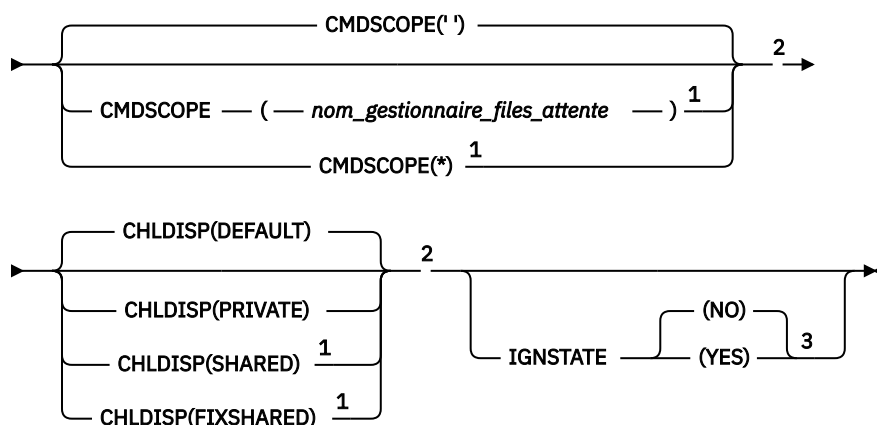 CMDSCOPE(' ')
2
CMDSCOPE ( nom_gestionnaire_files_attente ) 1
CMDSCOPE(*) 1
CHLDISP(DEFAULT)
2
CHLDISP(PRIVATE)
(NO)
CHLDISP(SHARED) 1
IGNSTATE (YES) 3
CHLDISP(FIXSHARED) 1